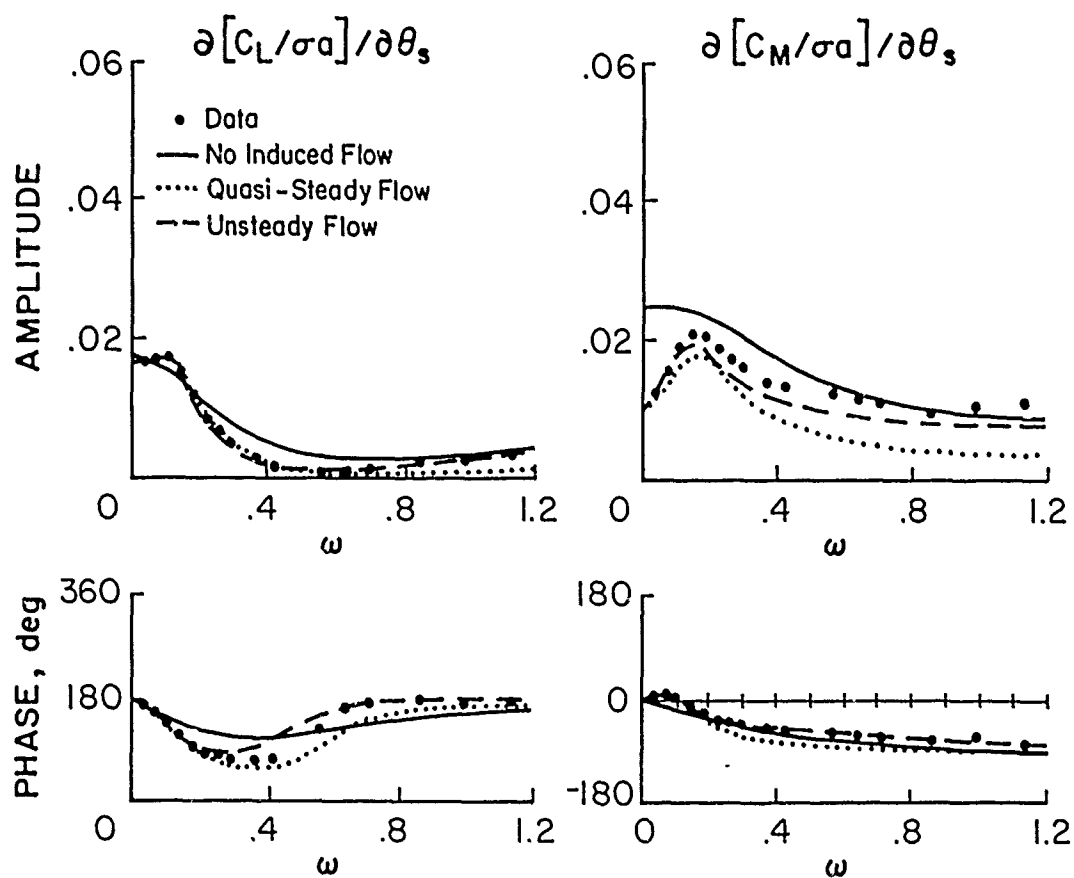 ∂[C_L/σa]/∂θ_s
∂[C_M/σa]/∂θ_s
AMPLITUDE
.06
.04
.02
0
.4
.8
1.2
ω
• Data
— No Induced Flow
····· Quasi-Steady Flow
--- Unsteady Flow
.06
.04
.02
0
.4
.8
1.2
ω
PHASE, deg
360
180
0
.4
.8
1.2
ω
180
0
-180
0
.4
.8
1.2
ω